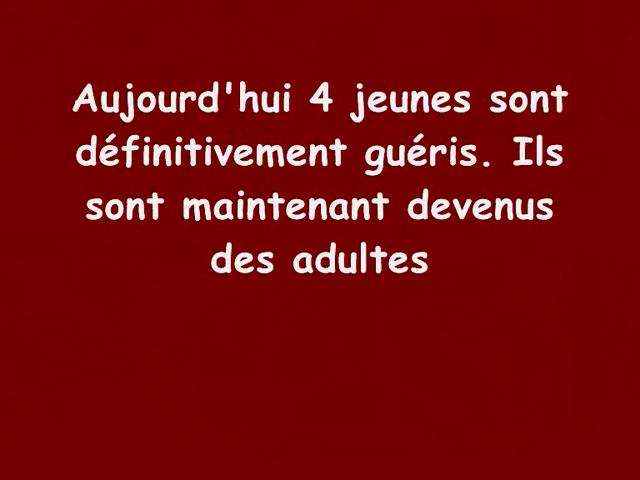 Aujourd'hui 4 jeunes sont
définitivement guéris. Ils
sont maintenant devenus
des adultes